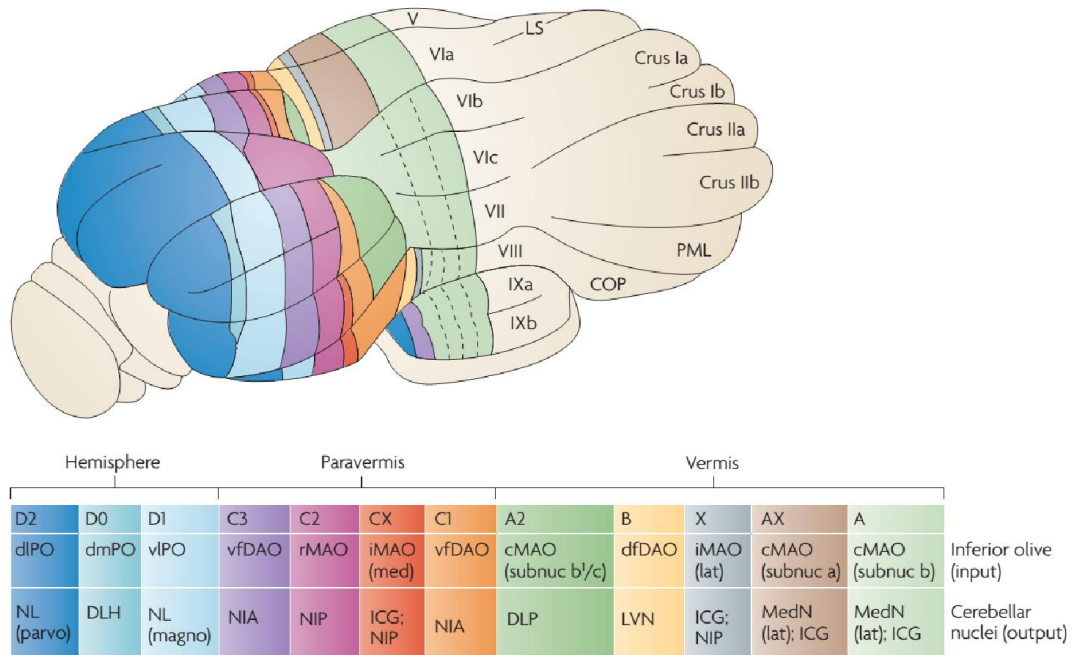 V
LS
VIa
Crus Ia
VIb
Crus Ib
Crus IIa
VIc
Crus IIb
VII
VIII
PML
IXa
COP
IXb
Hemisphere Paravermis Vermis
D2 D0 D1 C3 C2 CX C1 A2 B X AX A
dlPO dmPO vlPO vfDAO rMAO iMAO (med) vfDAO cMAO (subnuc b¹/c) dfDAO iMAO (lat) cMAO (subnuc a) cMAO (subnuc b) Inferior olive (input)
NL (parvo) DLH NL (magno) NIA NIP ICG; NIP NIA DLP LVN ICG; NIP MedN (lat); ICG MedN (lat); ICG Cerebellar nuclei (output)